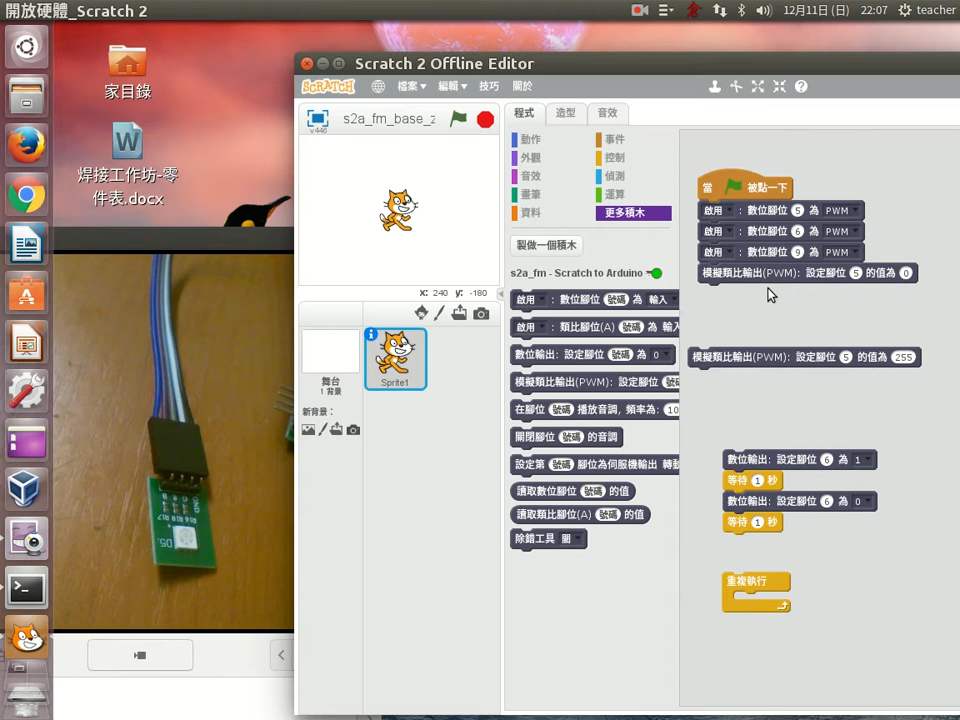 開放硬體_Scratch 2
12月11日 (日) 22:07 teacher
家目錄
焊接工作坊-零
件表.docx
Scratch 2 Offline Editor
SCRATCH 檔案 編輯 技巧 關於
v446 s2a_fm_base_z
x: 240 y: -180
舞台
1 背景
新背景：
Sprite1
程式 造型 音效
動作 事件
外觀 控制
音效 偵測
畫筆 運算
資料 更多積木
製做一個積木
s2a_fm - Scratch to Arduino
啟用 : 數位腳位 號碼 為 輸入
啟用 : 類比腳位(A) 號碼 為 輸入
數位輸出: 設定腳位 號碼 為 0
模擬類比輸出(PWM): 設定腳位 號碼
在腳位 號碼 播放音調, 頻率為: 10
關閉腳位 號碼 的音調
設定第 號碼 腳位為伺服機輸出 轉動
讀取數位腳位 號碼 的值
讀取類比腳位(A) 號碼 的值
除錯工具 關
當 被點一下
啟用 : 數位腳位 5 為 PWM
啟用 : 數位腳位 6 為 PWM
啟用 : 數位腳位 9 為 PWM
模擬類比輸出(PWM): 設定腳位 5 的值為 0
模擬類比輸出(PWM): 設定腳位 5 的值為 255
數位輸出: 設定腳位 6 為 1
等待 1 秒
數位輸出: 設定腳位 6 為 0
等待 1 秒
重複執行
GND
R17 R18 R16
D5